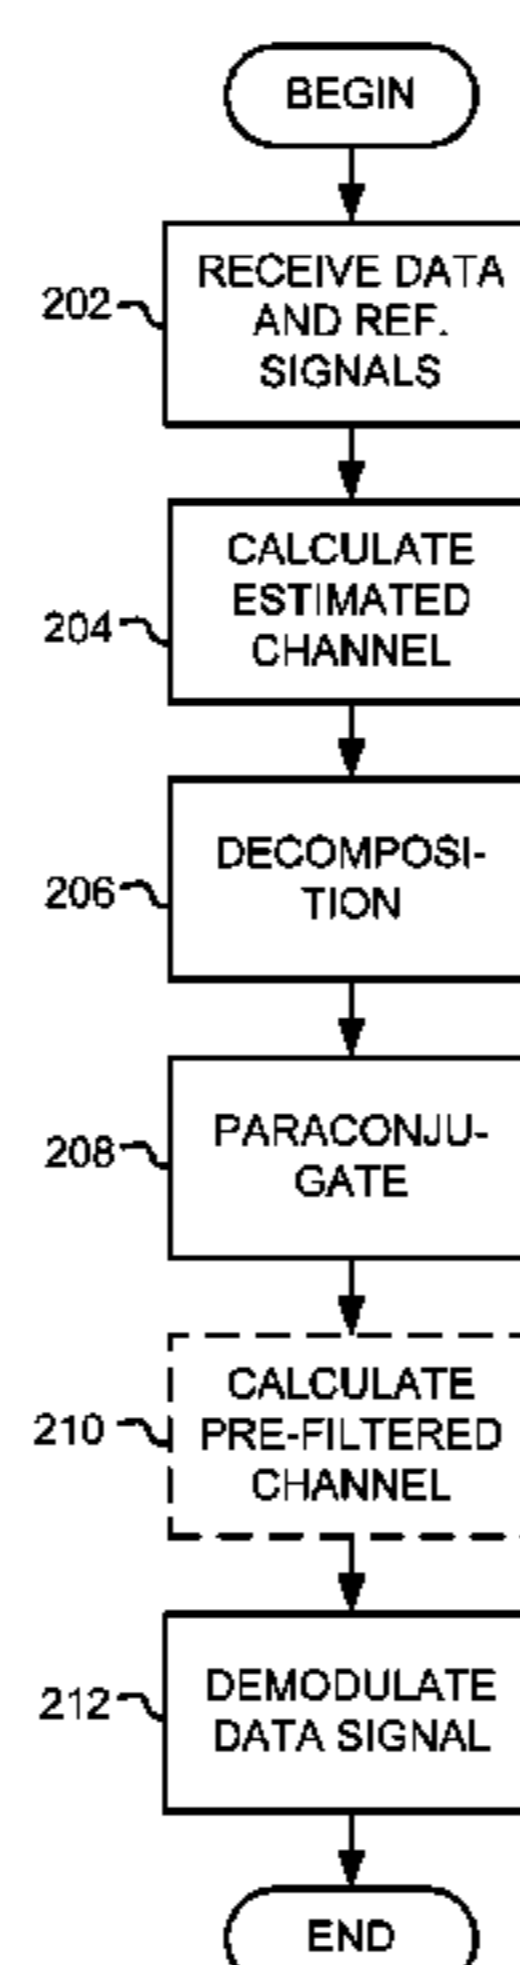 BEGIN
RECEIVE DATA
202
AND REF.
SIGNALS
CALCULATE
ESTIMATED
204
CHANNEL
DECOMPOSI-
206
TION
PARACONJU-
208
GATE
CALCULATE
210
PRE-FILTERED
CHANNEL
DEMODULATE
212
DATA SIGNAL
END